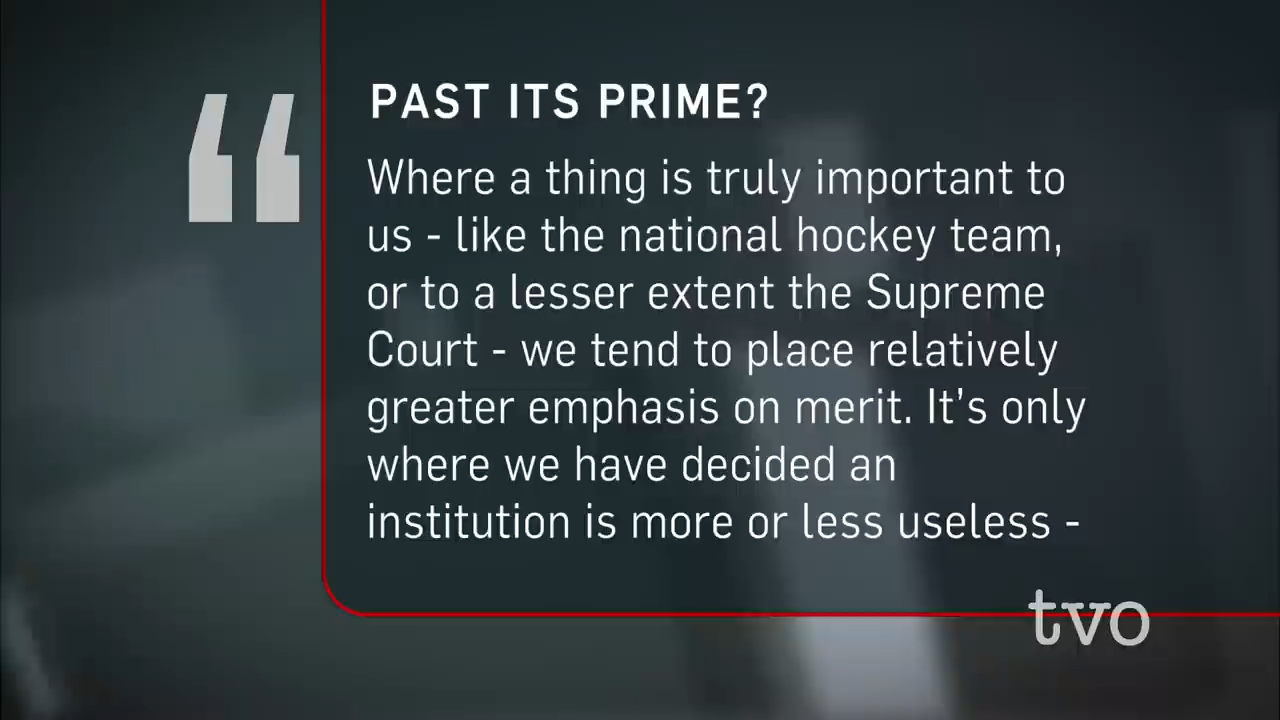 “
PAST ITS PRIME?
Where a thing is truly important to
us - like the national hockey team,
or to a lesser extent the Supreme
Court - we tend to place relatively
greater emphasis on merit. It’s only
where we have decided an
institution is more or less useless -
tvo